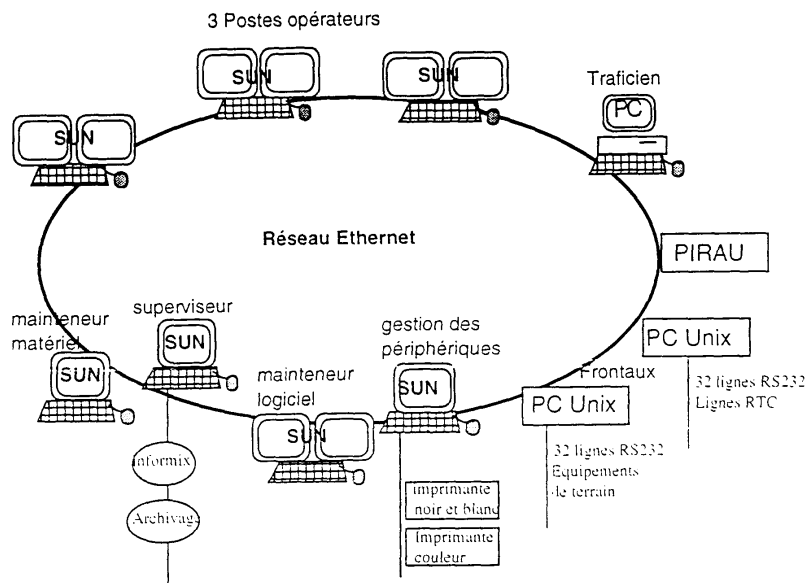 3 Postes opérateurs
SUN
SUN
Traficien
PC
SUN
Réseau Ethernet
PIRAU
mainteneur
matériel
superviseur
SUN
SUN
gestion des
périphériques
SUN
mainteneur
logiciel
SUN
PC Unix
Frontaux
PC Unix
32 lignes RS232
Lignes RTC
32 lignes RS232
Equipements
de terrain
Informix
Archivage
imprimante
noir et blanc
Imprimante
couleur